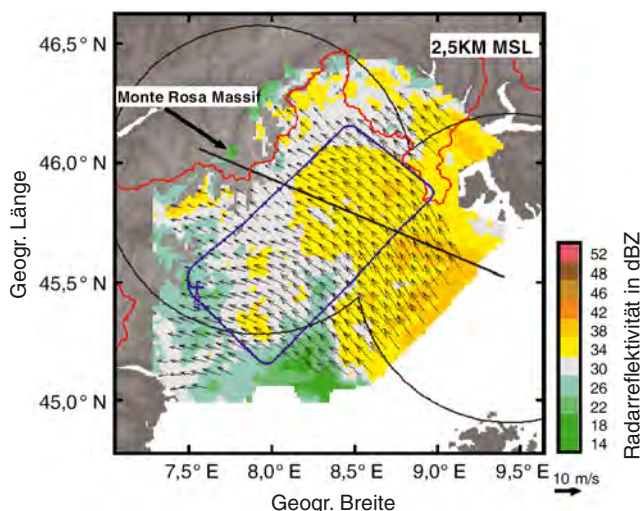 46,5° N
2,5KM MSL
Monte Rosa Massif
46,0° N
Geogr. Länge
45,5° N
45,0° N
52
48
46
42
38
34
30
26
22
18
14
Radarreflektivität in dBZ
7,5° E
8,0° E
8,5° E
9,0° E
9,5° E
10 m/s
Geogr. Breite